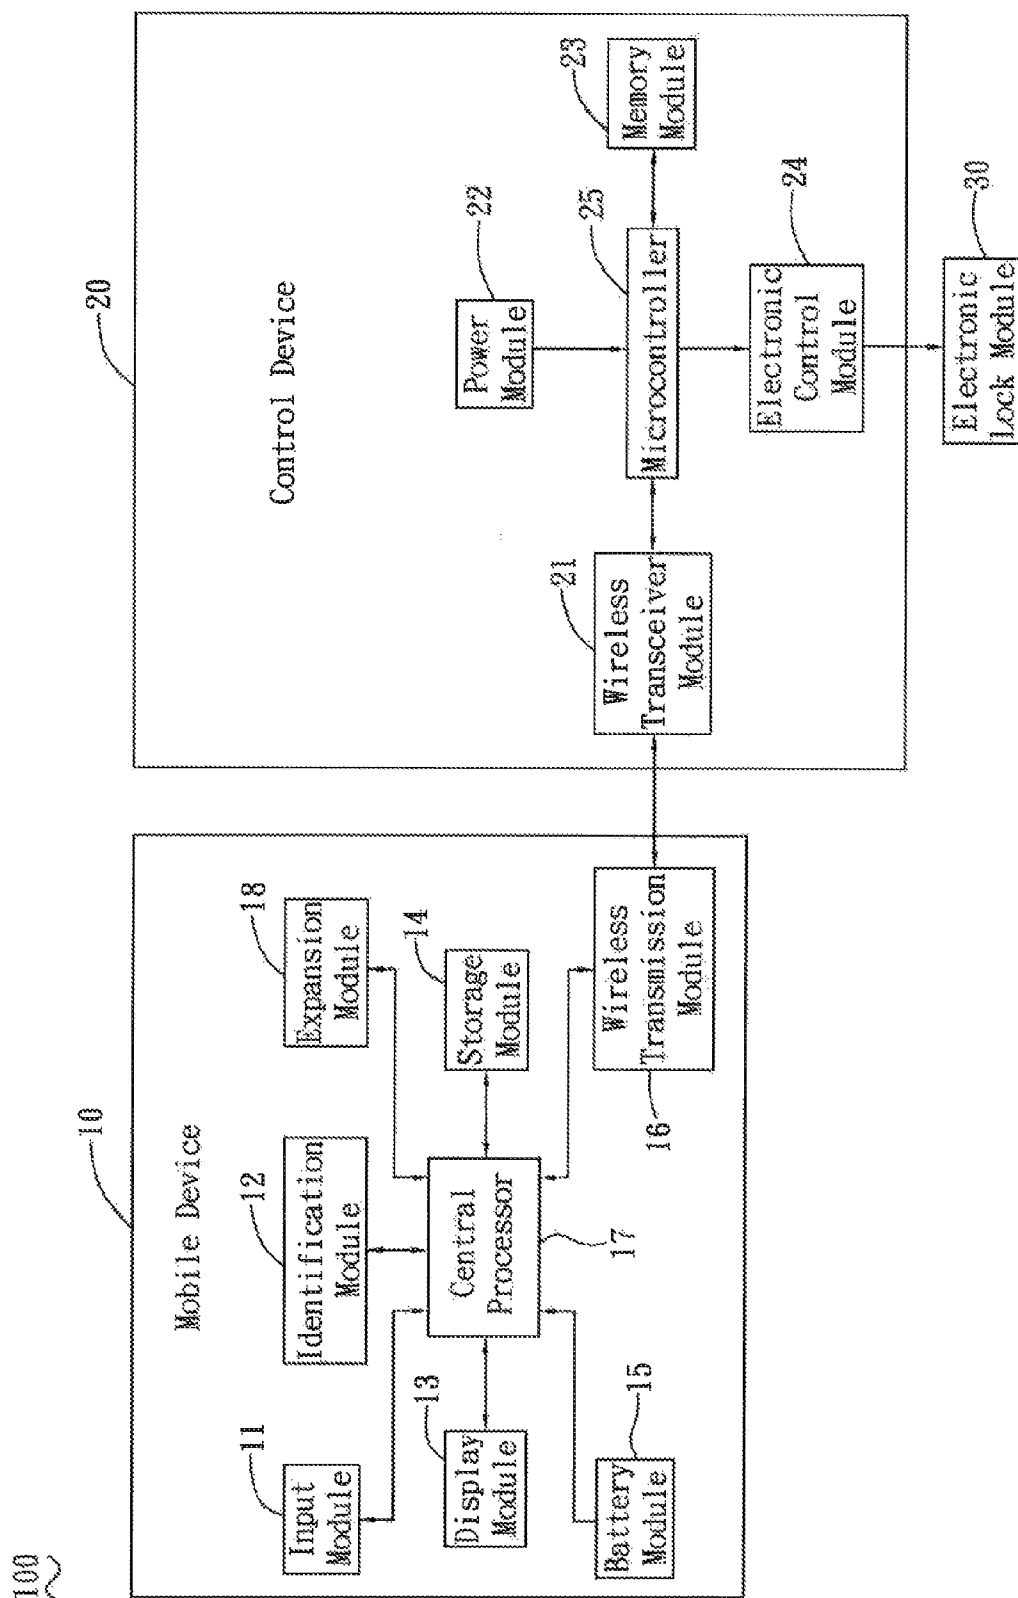 100
10
Mobile Device
11
Input
Module
12
Identification
Module
18
Expansion
Module
13
Display
Module
Central
Processor
17
14
Storage
Module
15
Battery
Module
16
Wireless
Transmission
Module
20
Control Device
22
Power
Module
21
Wireless
Transceiver
Module
25
Microcontroller
23
Memory
Module
24
Electronic
Control
Module
30
Electronic
Lock Module